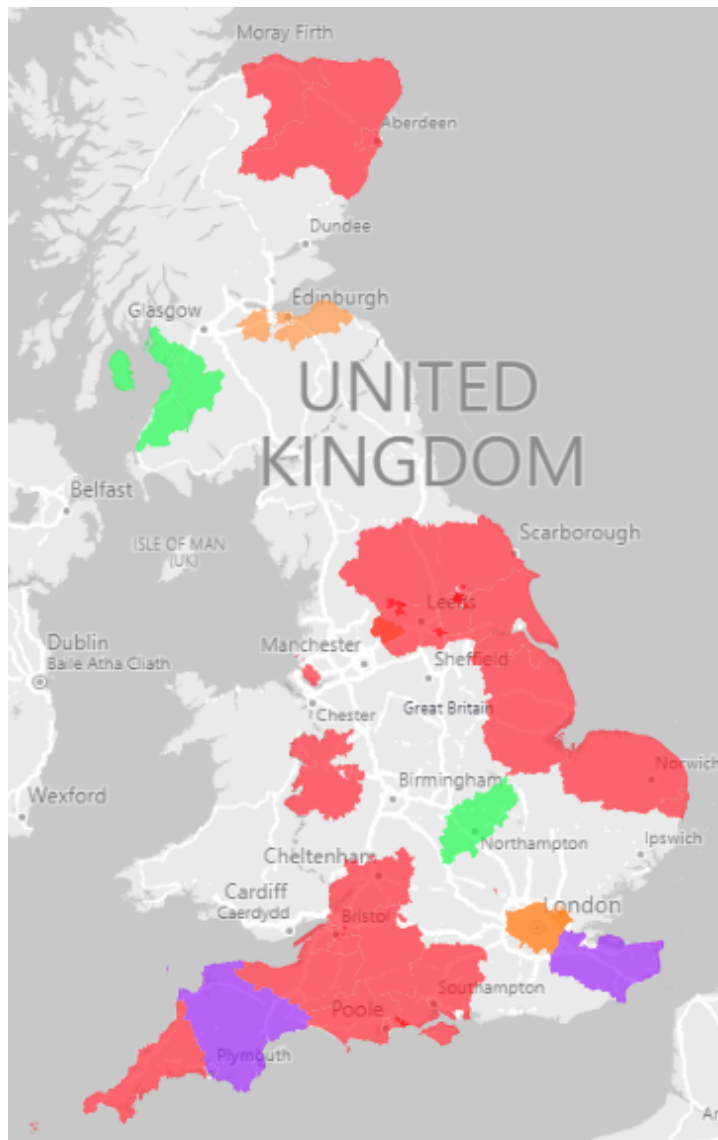 Moray Firth
Aberdeen
Dundee
Edinburgh
Glasgow
UNITED
KINGDOM
Belfast
Scarborough
ISLE OF MAN
(UK)
Leeds
Dublin
Baile Atha Cliath
Manchester
Sheffield
Great Britain
Chester
Norwich
Birmingham
Wexford
Northampton
Ipswich
Cheltenham
Cardiff
Caerdydd
London
Bristol
Southampton
Poole
Plymouth